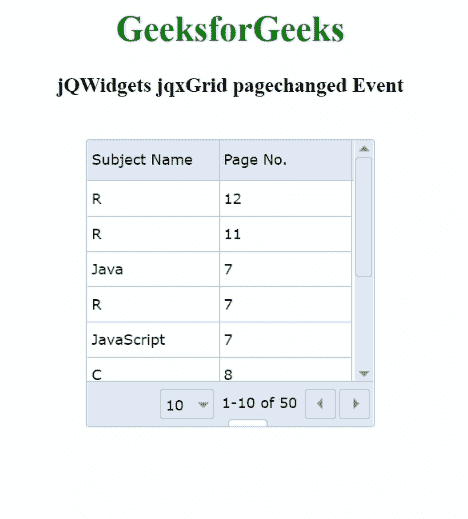 GeeksforGeeks
jQWidgets jqxGrid pagechanged Event
Subject Name Page No.
R 12
R 11
Java 7
R 7
JavaScript 7
C 8
10 1-10 of 50